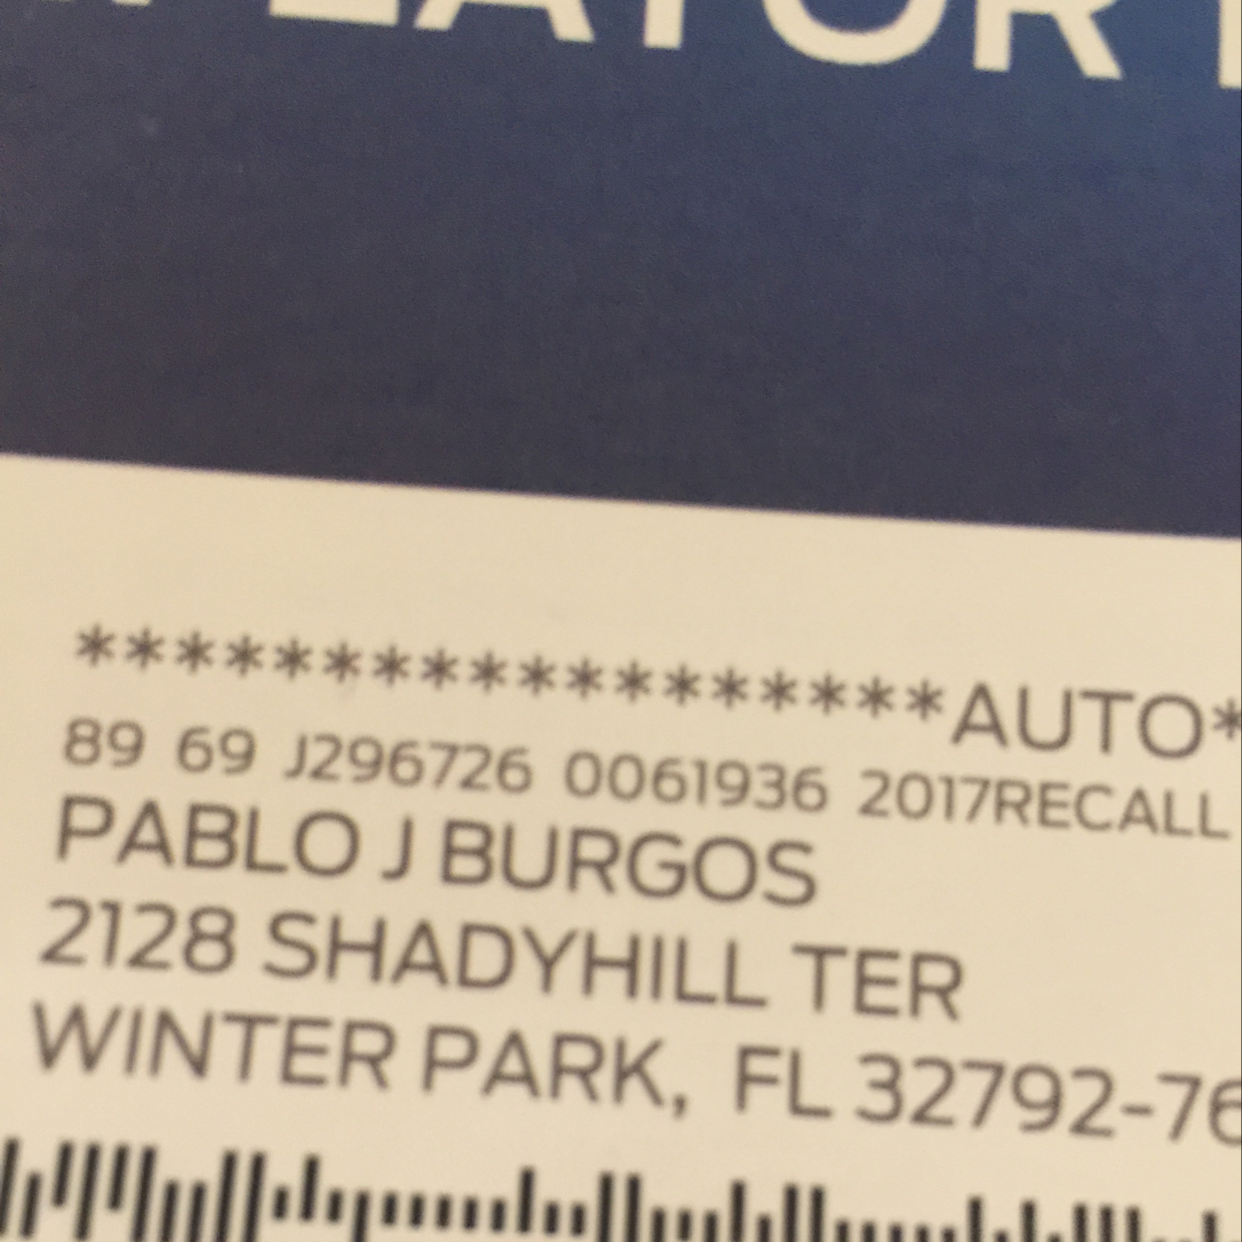 *****************​*AUTO*
89 69 J296726 0061936 2017RECALL
PABLO J BURGOS
2128 SHADYHILL TER
WINTER PARK, FL 32792-76